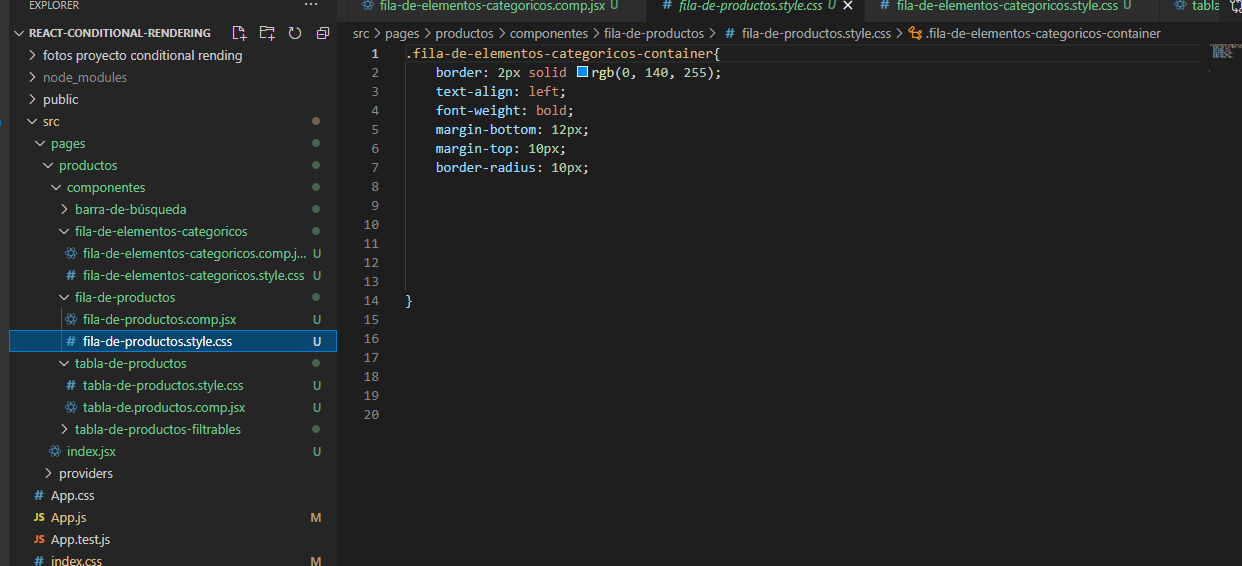 EXPLORER ...
REACT-CONDITIONAL-RENDERING
fotos proyecto conditional rending
node_modules
public
src
pages
productos
componentes
barra-de-búsqueda
fila-de-elementos-categoricos
fila-de-elementos-categoricos.comp.j... U
# fila-de-elementos-categoricos.style.css U
fila-de-productos
fila-de-productos.comp.jsx U
# fila-de-productos.style.css U
tabla-de-productos
# tabla-de-productos.style.css U
tabla-de.productos.comp.jsx U
tabla-de-productos-filtrables
index.jsx U
providers
# App.css
JS App.js M
JS App.test.js
# index.css M
fila-de-elementos-categoricos.comp.jsx U
# fila-de-productos.style.css U ×
# fila-de-elementos-categoricos.style.css U
tabla
src > pages > productos > componentes > fila-de-productos > # fila-de-productos.style.css > .fila-de-elementos-categoricos-container
1 .fila-de-elementos-categoricos-container{
2 border: 2px solid rgb(0, 140, 255);
3 text-align: left;
4 font-weight: bold;
5 margin-bottom: 12px;
6 margin-top: 10px;
7 border-radius: 10px;
8
9
10
11
12
13
14 }
15
16
17
18
19
20